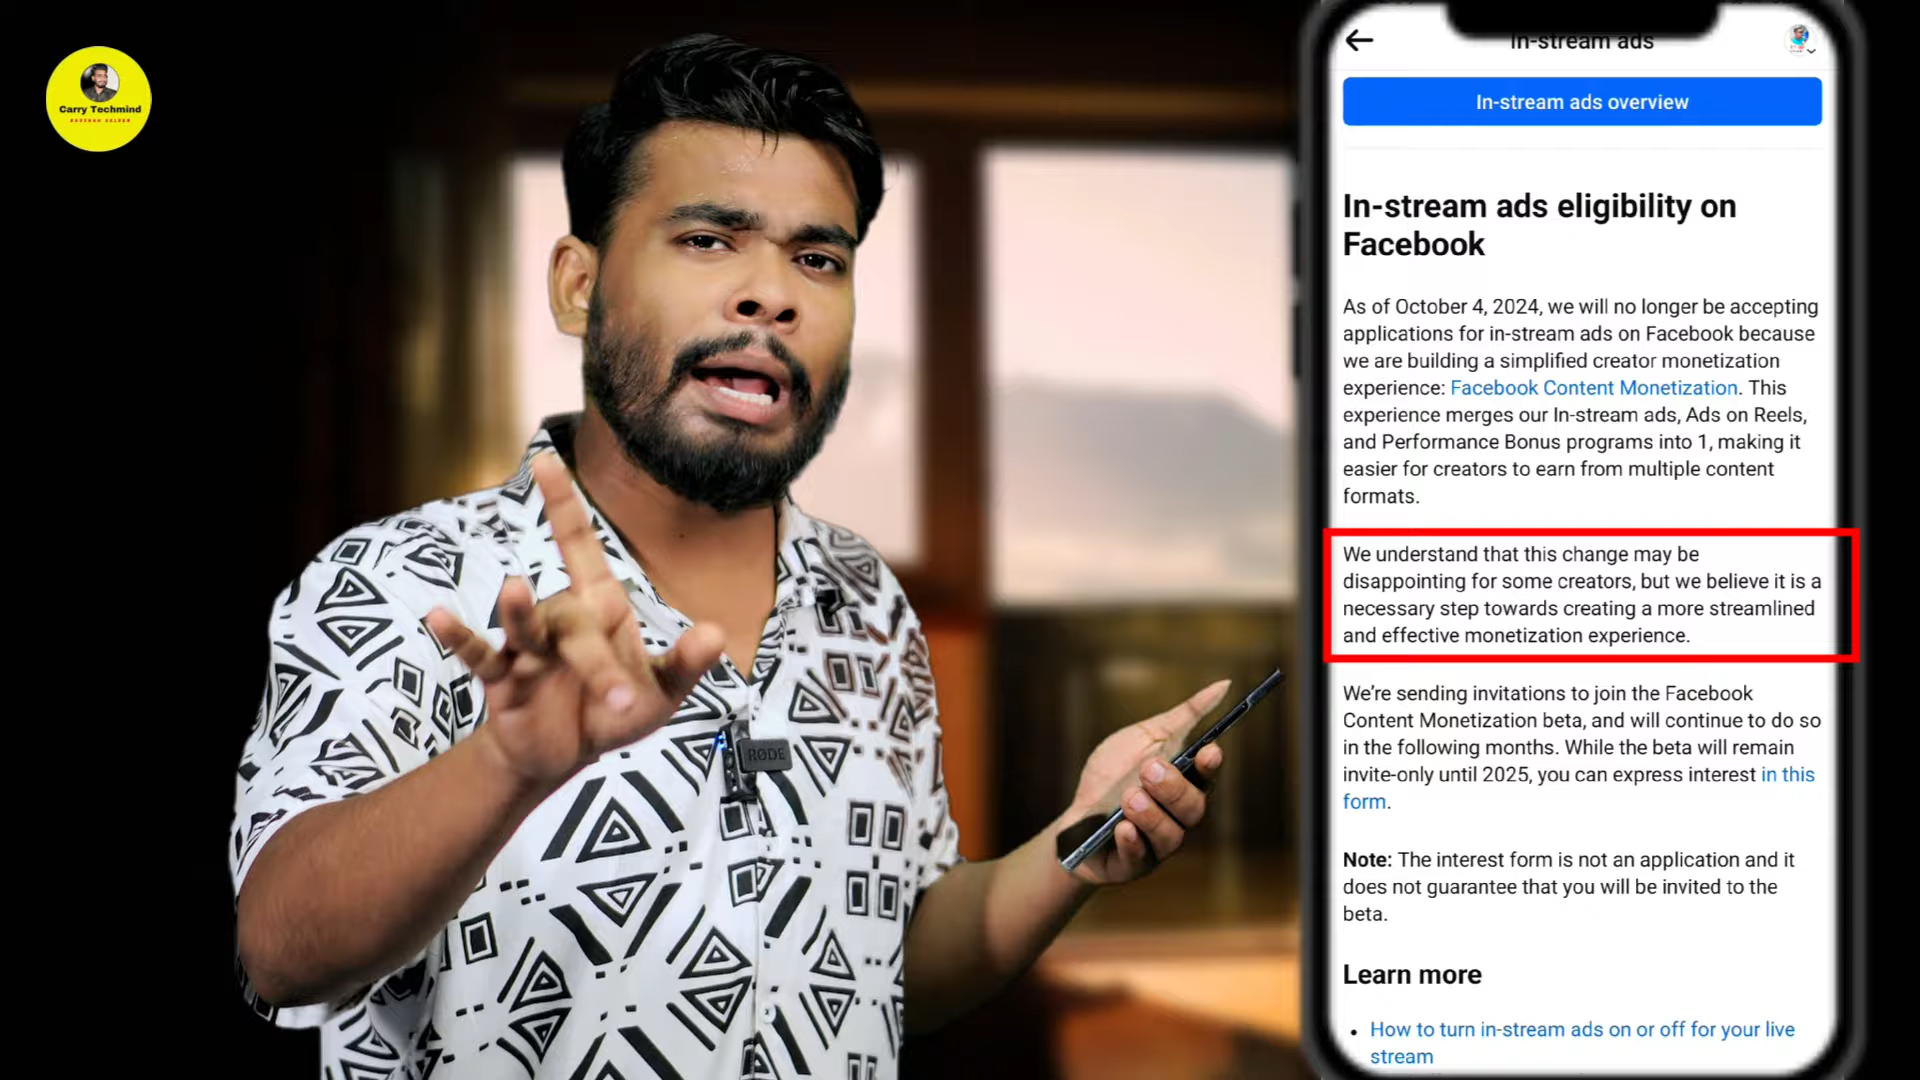 Carry Techmind
In-stream ads
In-stream ads overview
In-stream ads eligibility on
Facebook
As of October 4, 2024, we will no longer be accepting
applications for in-stream ads on Facebook because
we are building a simplified creator monetization
experience: Facebook Content Monetization. This
experience merges our In-stream ads, Ads on Reels,
and Performance Bonus programs into 1, making it
easier for creators to earn from multiple content
formats.
We understand that this change may be
disappointing for some creators, but we believe it is a
necessary step towards creating a more streamlined
and effective monetization experience.
We’re sending invitations to join the Facebook
Content Monetization beta, and will continue to do so
in the following months. While the beta will remain
invite-only until 2025, you can express interest in this
form.
Note: The interest form is not an application and it
does not guarantee that you will be invited to the
beta.
Learn more
• How to turn in-stream ads on or off for your live
stream
RØDE